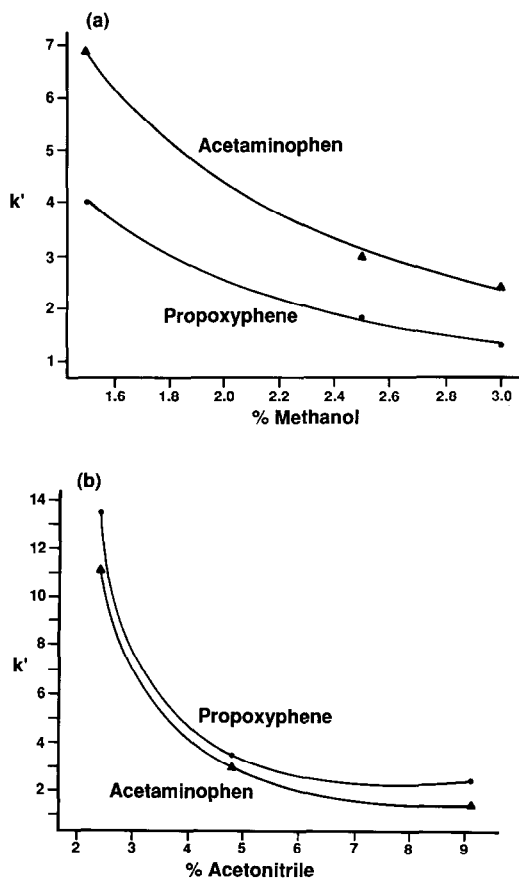 (a)
7
6
5
4
3
2
1
k'
Acetaminophen
Propoxyphene
1.6 1.8 2.0 2.2 2.4 2.6 2.8 3.0
% Methanol
(b)
14
12
10
8
6
4
2
k'
Propoxyphene
Acetaminophen
2 3 4 5 6 7 8 9
% Acetonitrile